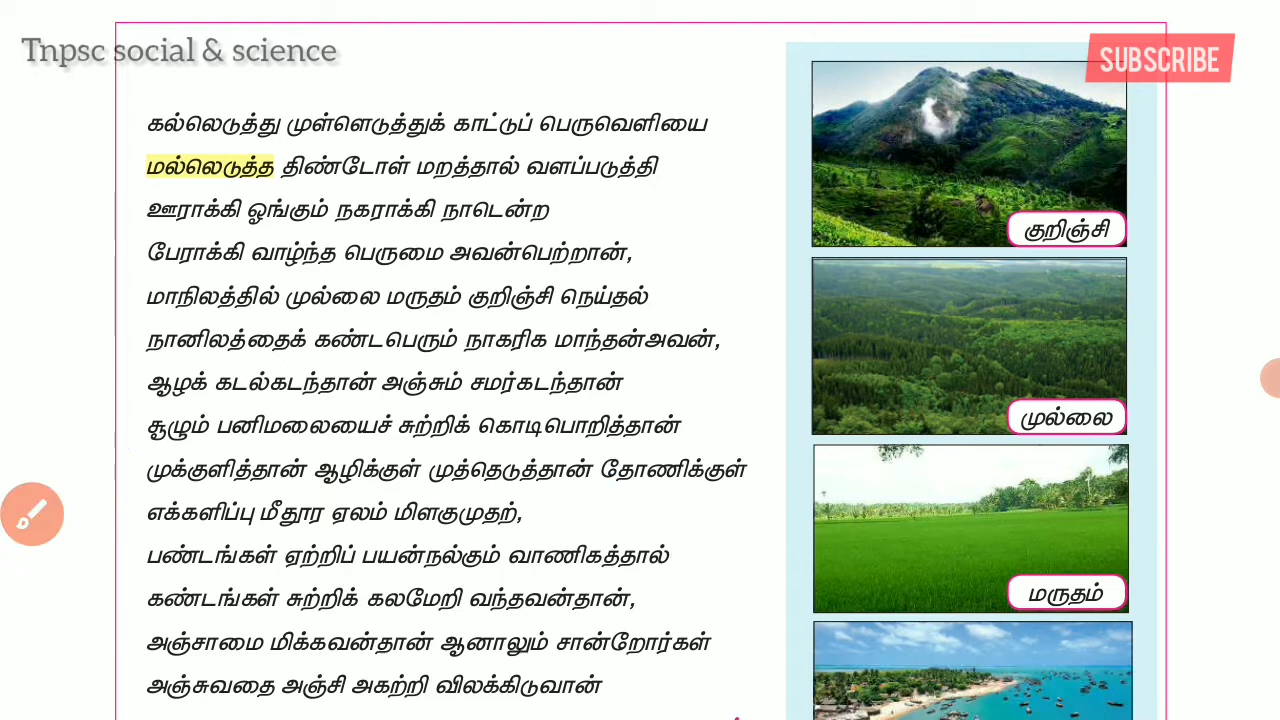 Tnpsc social & science
SUBSCRIBE
கல்லெடுத்து முள்ளெடுத்துக் காட்டுப் பெருவெளியை
மல்லெடுத்த திண்டோள் மறத்தால் வளப்படுத்தி
ஊராக்கி ஓங்கும் நகராக்கி நாடென்ற
பேராக்கி வாழ்ந்த பெருமை அவன்பெற்றான்,
மாநிலத்தில் முல்லை மருதம் குறிஞ்சி நெய்தல்
நானிலத்தைக் கண்டபெரும் நாகரிக மாந்தன்அவன்,
ஆழக் கடல்கடந்தான் அஞ்சும் சமர்கடந்தான்
சூழும் பனிமலையைச் சுற்றிக் கொடிபொறித்தான்
முக்குளித்தான் ஆழிக்குள் முத்தெடுத்தான் தோணிக்குள்
எக்களிப்பு மீதூர ஏலம் மிளகுமுதற்,
பண்டங்கள் ஏற்றிப் பயன்நல்கும் வாணிகத்தால்
கண்டங்கள் சுற்றிக் கலமேறி வந்தவன்தான்,
அஞ்சாமை மிக்கவன்தான் ஆனாலும் சான்றோர்கள்
அஞ்சுவதை அஞ்சி அகற்றி விலக்கிடுவான்
குறிஞ்சி
முல்லை
மருதம்